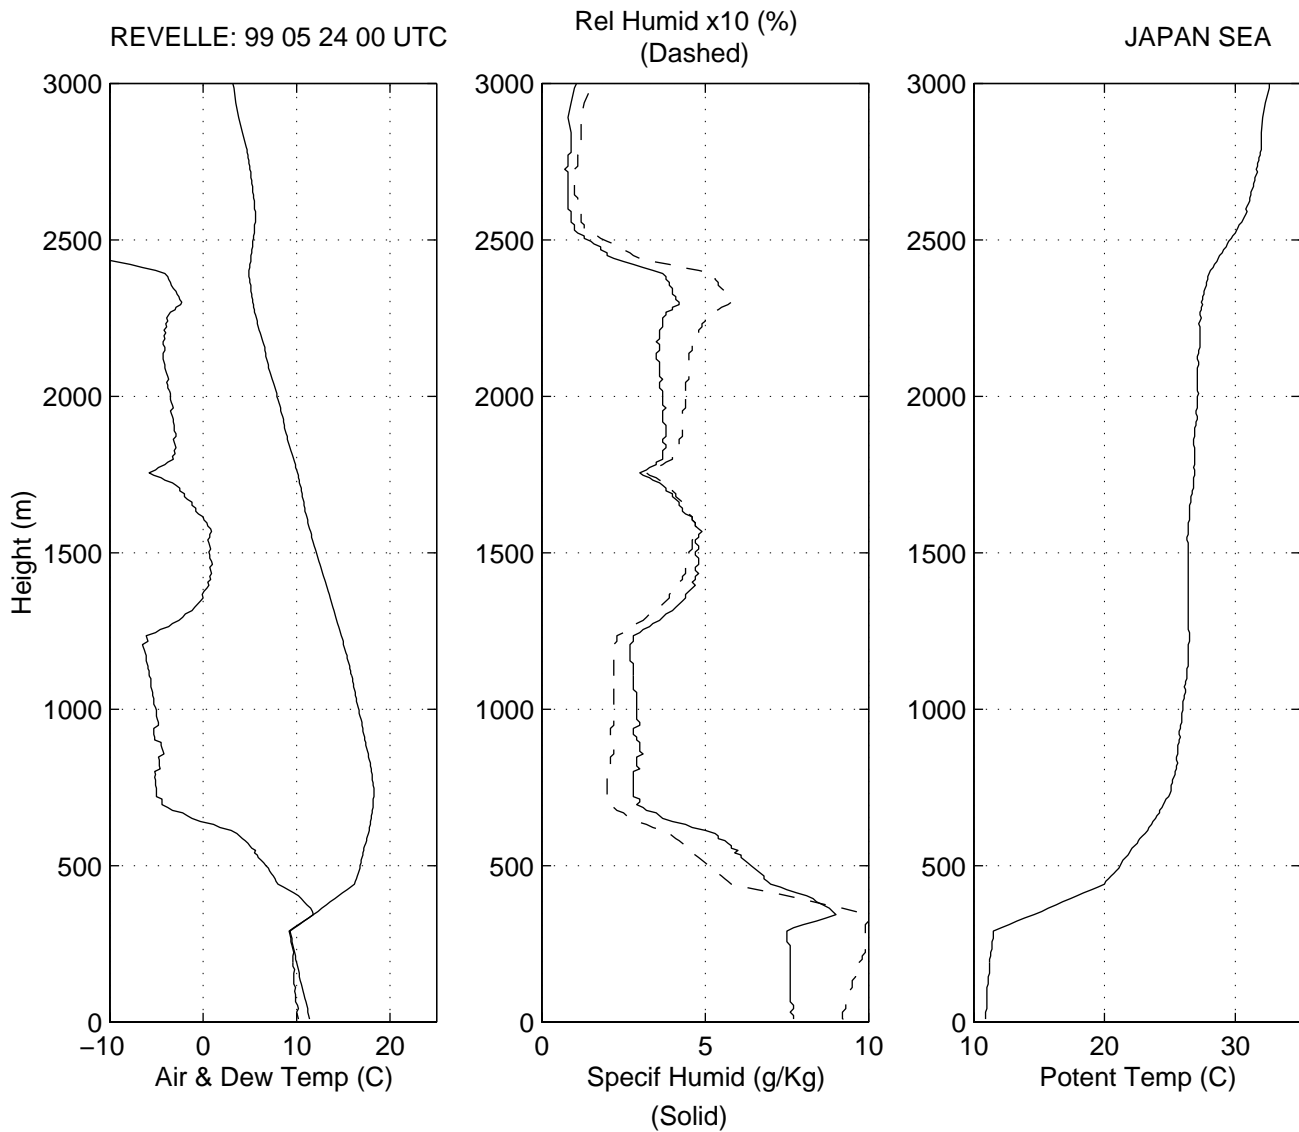 REVELLE: 99 05 24 00 UTC
Rel Humid x10 (%)
(Dashed)
JAPAN SEA
Height (m)
3000
2500
2000
1500
1000
500
0
−10 0 10 20
Air & Dew Temp (C)
3000
2500
2000
1500
1000
500
0
0 5 10
Specif Humid (g/Kg)
(Solid)
3000
2500
2000
1500
1000
500
0
10 20 30
Potent Temp (C)